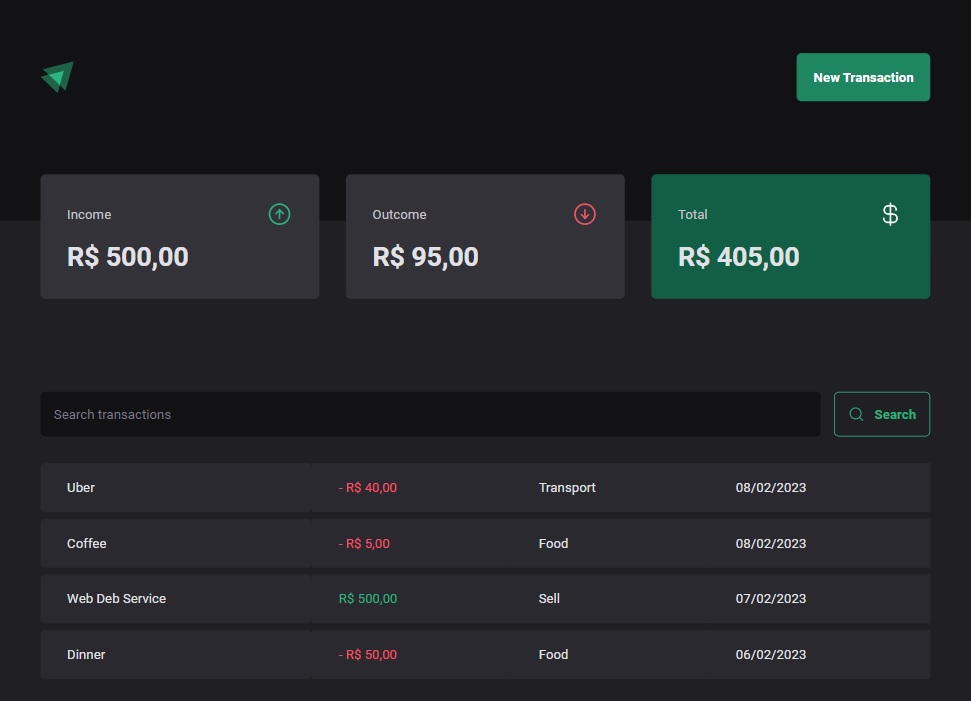 New Transaction
Income
Outcome
Total
$
R$ 500,00
R$ 95,00
R$ 405,00
Search transactions
Search
Uber - R$ 40,00 Transport 08/02/2023
Coffee - R$ 5,00 Food 08/02/2023
Web Deb Service R$ 500,00 Sell 07/02/2023
Dinner - R$ 50,00 Food 06/02/2023